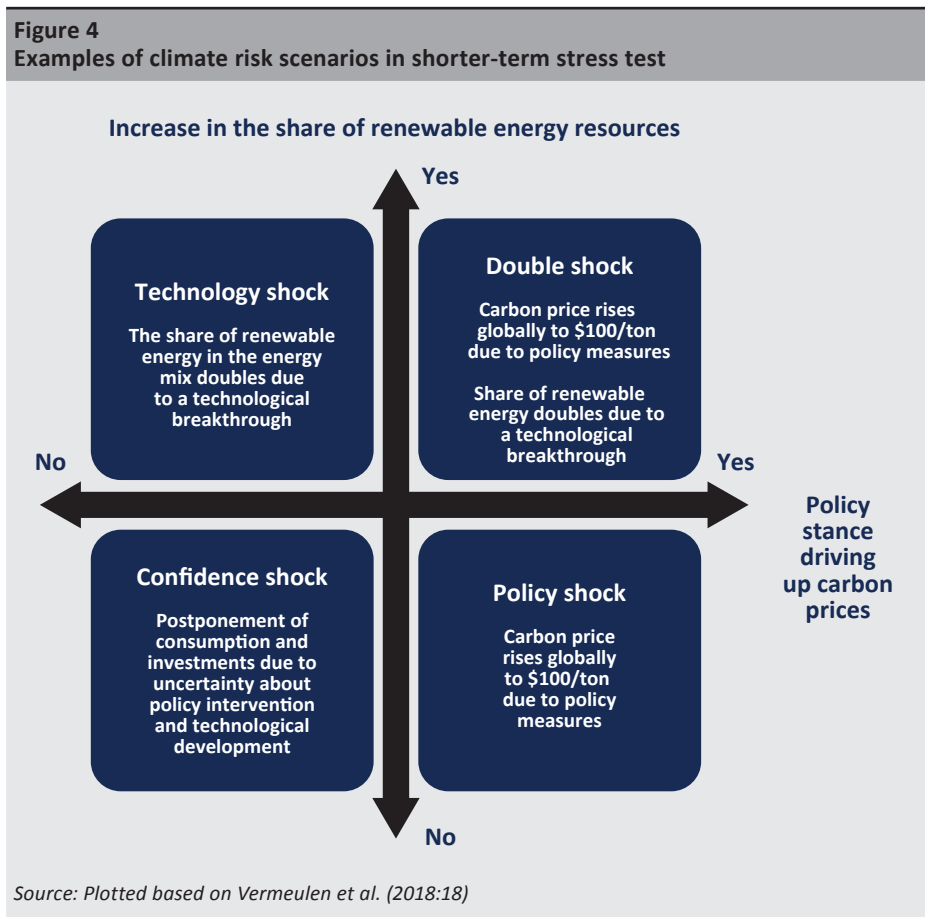 Figure 4
Examples of climate risk scenarios in shorter-term stress test
Increase in the share of renewable energy resources
Yes
Technology shock
The share of renewable
energy in the energy
mix doubles due
to a technological
breakthrough
Double shock
Carbon price rises
globally to $100/ton
due to policy measures
Share of renewable
energy doubles due to
a technological
breakthrough
No
Yes
Policy
stance
driving
up carbon
prices
Confidence shock
Postponement of
consumption and
investments due to
uncertainty about
policy intervention
and technological
development
Policy shock
Carbon price
rises globally
to $100/ton
due to policy
measures
No
Source: Plotted based on Vermeulen et al. (2018:18)